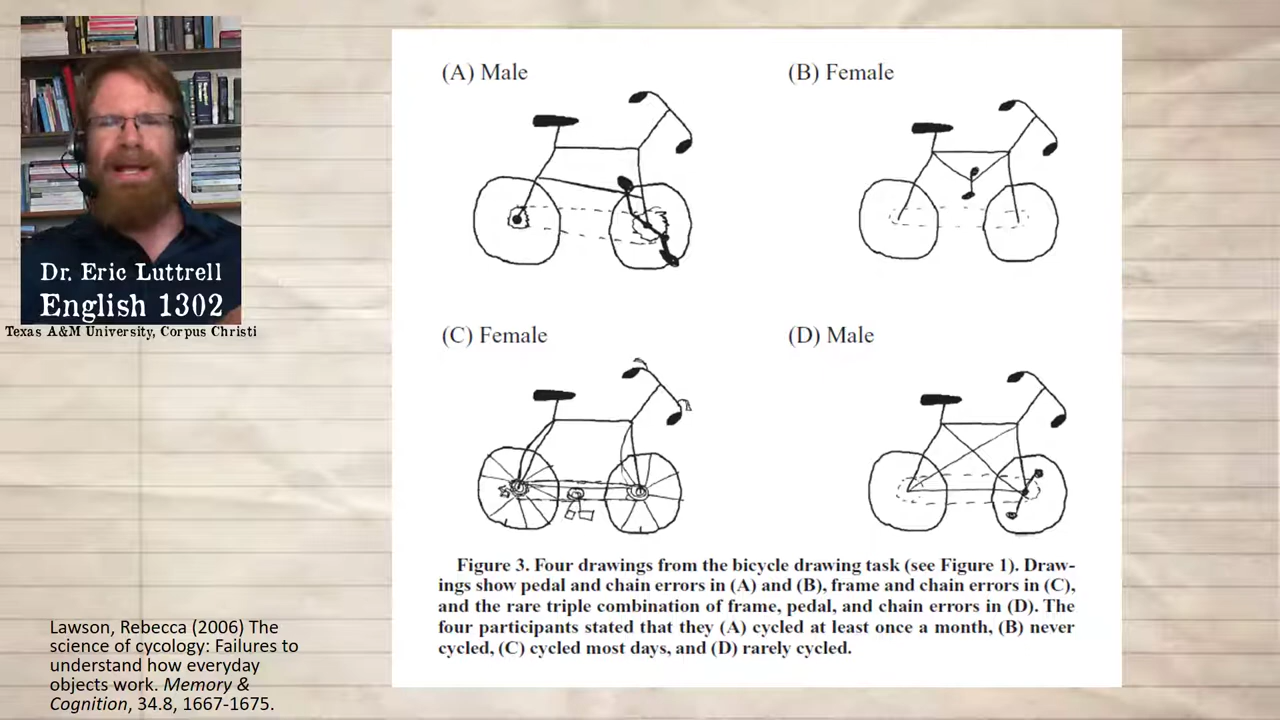 Dr. Eric Luttrell
English 1302
Texas A&M University, Corpus Christi
(A) Male
(B) Female
(C) Female
(D) Male
Figure 3. Four drawings from the bicycle drawing task (see Figure 1). Draw-
ings show pedal and chain errors in (A) and (B), frame and chain errors in (C),
and the rare triple combination of frame, pedal, and chain errors in (D). The
four participants stated that they (A) cycled at least once a month, (B) never
cycled, (C) cycled most days, and (D) rarely cycled.
Lawson, Rebecca (2006) The
science of cycology: Failures to
understand how everyday
objects work. Memory &
Cognition, 34.8, 1667-1675.